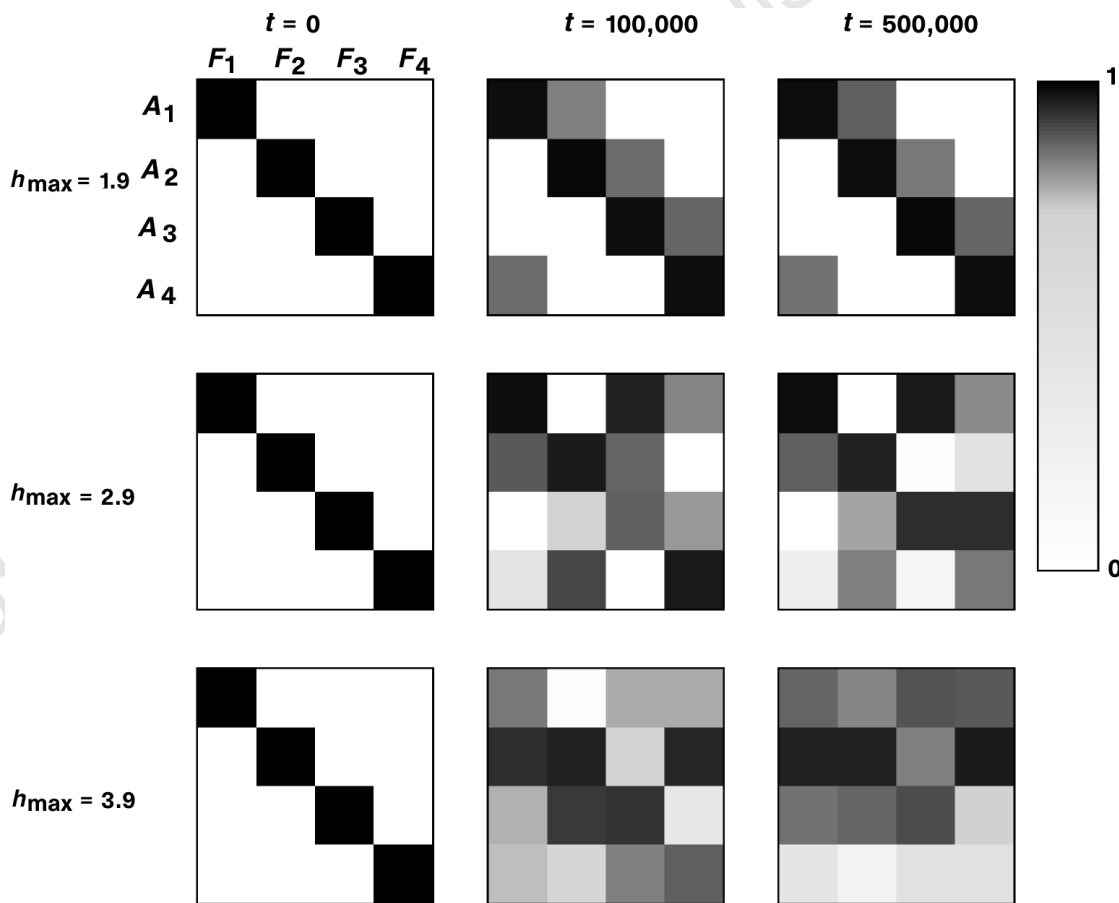 t = 0
t = 100,000
t = 500,000
F1 F2 F3 F4
1
A1
hmax = 1.9
A2
A3
A4
hmax = 2.9
0
hmax = 3.9